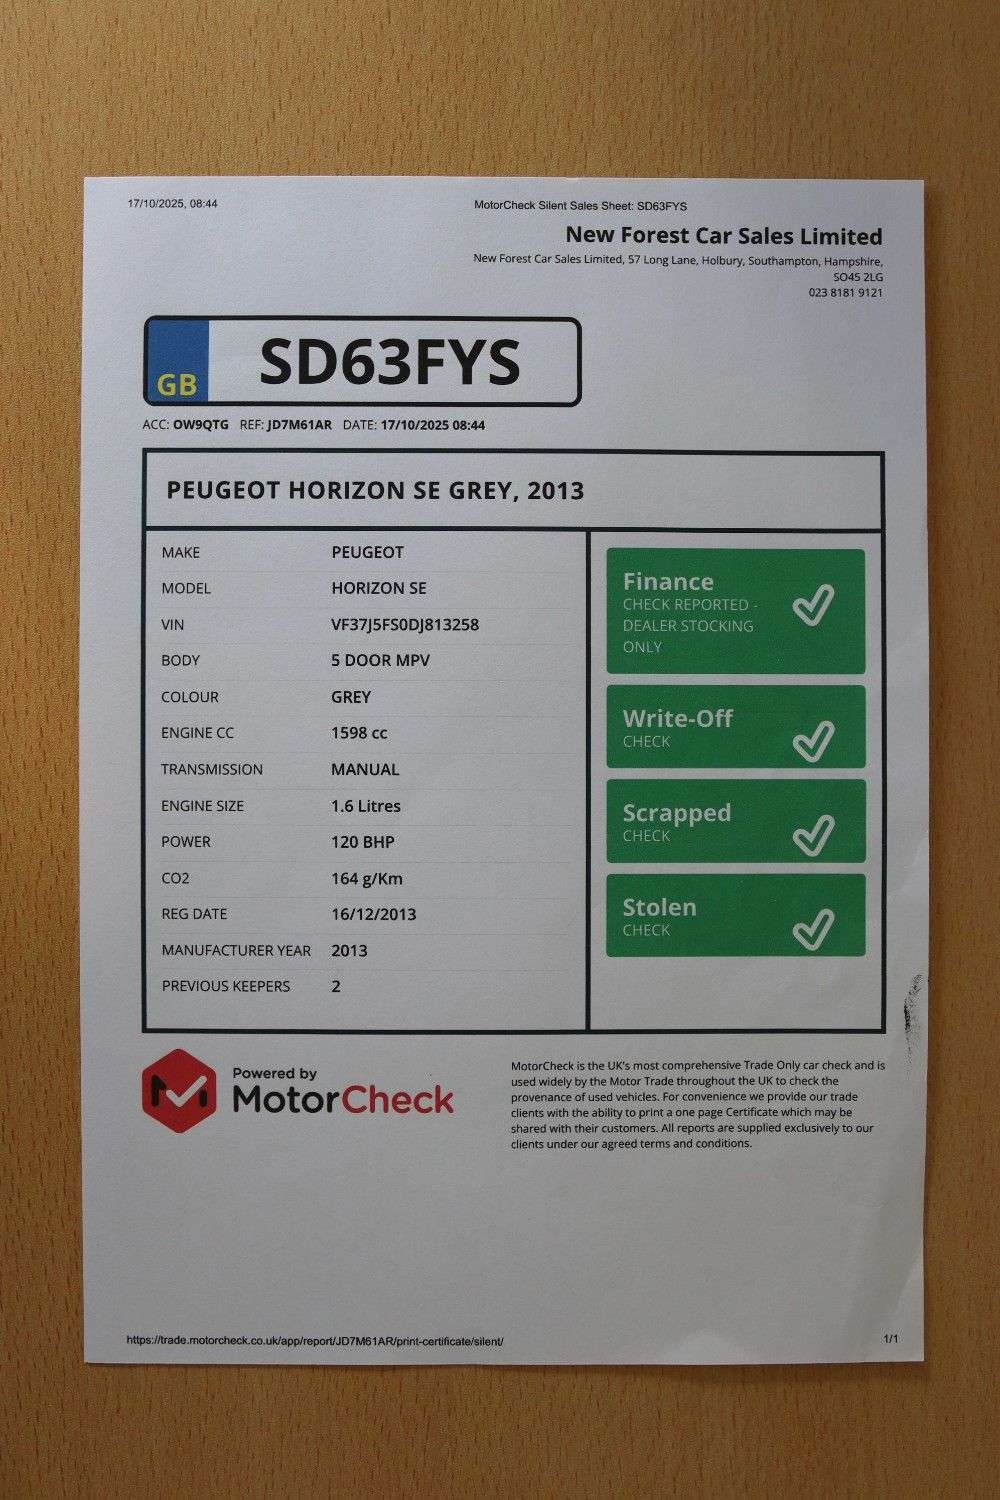 17/10/2025, 08:44
MotorCheck Silent Sales Sheet: SD63FYS
New Forest Car Sales Limited
New Forest Car Sales Limited, 57 Long Lane, Holbury, Southampton, Hampshire,
SO45 2LG
023 8181 9121
GB
SD63FYS
ACC: OW9QTG REF: JD7M61AR DATE: 17/10/2025 08:44
PEUGEOT HORIZON SE GREY, 2013
MAKE PEUGEOT
MODEL HORIZON SE
VIN VF37J5FS0DJ813258
BODY 5 DOOR MPV
COLOUR GREY
ENGINE CC 1598 cc
TRANSMISSION MANUAL
ENGINE SIZE 1.6 Litres
POWER 120 BHP
CO2 164 g/Km
REG DATE 16/12/2013
MANUFACTURER YEAR 2013
PREVIOUS KEEPERS 2
Finance
CHECK REPORTED -
DEALER STOCKING
ONLY
Write-Off
CHECK
Scrapped
CHECK
Stolen
CHECK
Powered by
MotorCheck
MotorCheck is the UK's most comprehensive Trade Only car check and is
used widely by the Motor Trade throughout the UK to check the
provenance of used vehicles. For convenience we provide our trade
clients with the ability to print a one page Certificate which may be
shared with their customers. All reports are supplied exclusively to our
clients under our agreed terms and conditions.
https://trade.motorcheck.co.uk/app/report/JD7M61AR/print-certificate/silent/
1/1